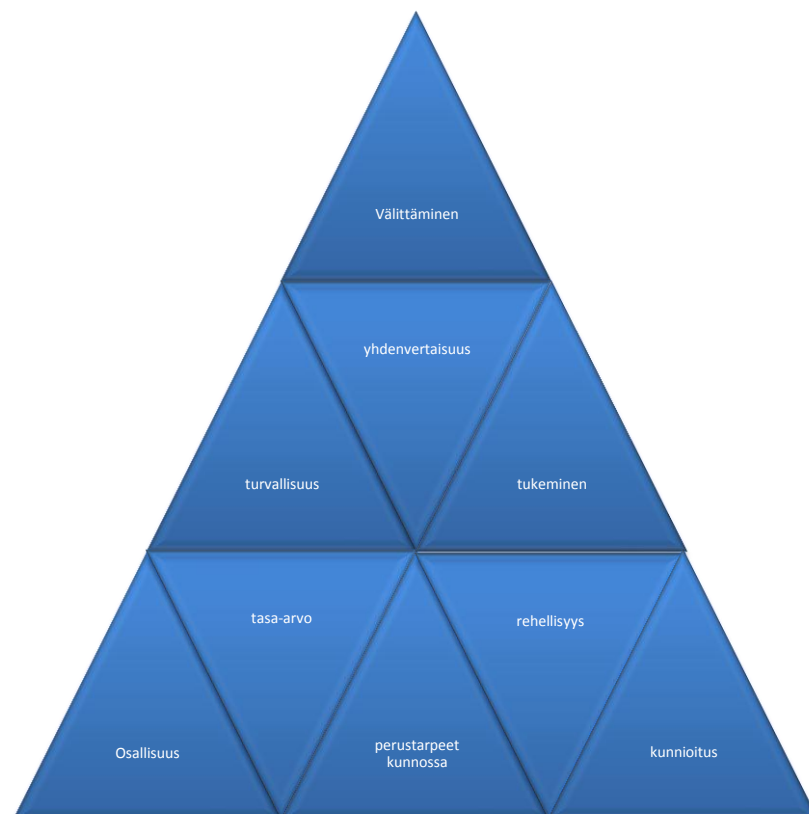 Välittäminen
yhdenvertaisuus
turvallisuus
tukeminen
tasa-arvo
rehellisyys
Osallisuus
perustarpeet
kunnossa
kunnioitus